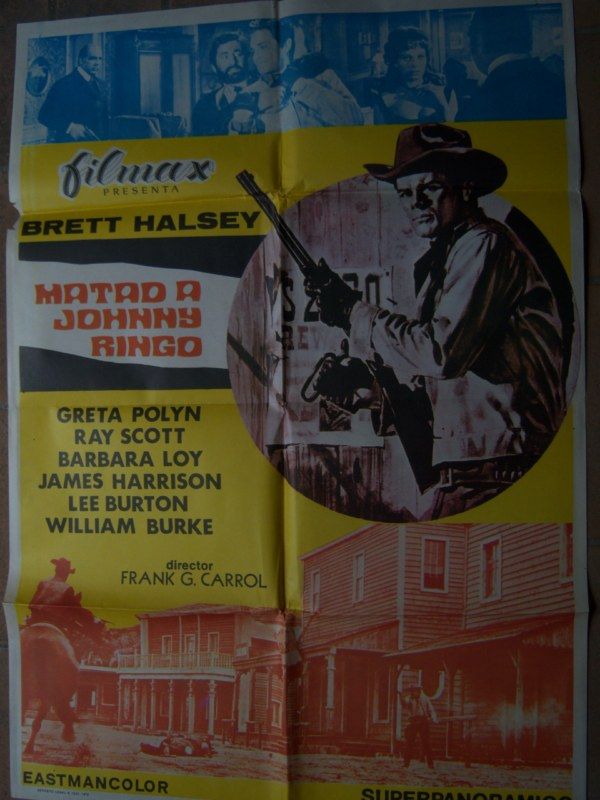 filmax
PRESENTA
BRETT HALSEY
MATAD A
JOHNNY
RINGO
GRETA POLYN
RAY SCOTT
BARBARA LOY
JAMES HARRISON
LEE BURTON
WILLIAM BURKE
director
FRANK G. CARROL
EASTMANCOLOR
SUPERPANORAMICO